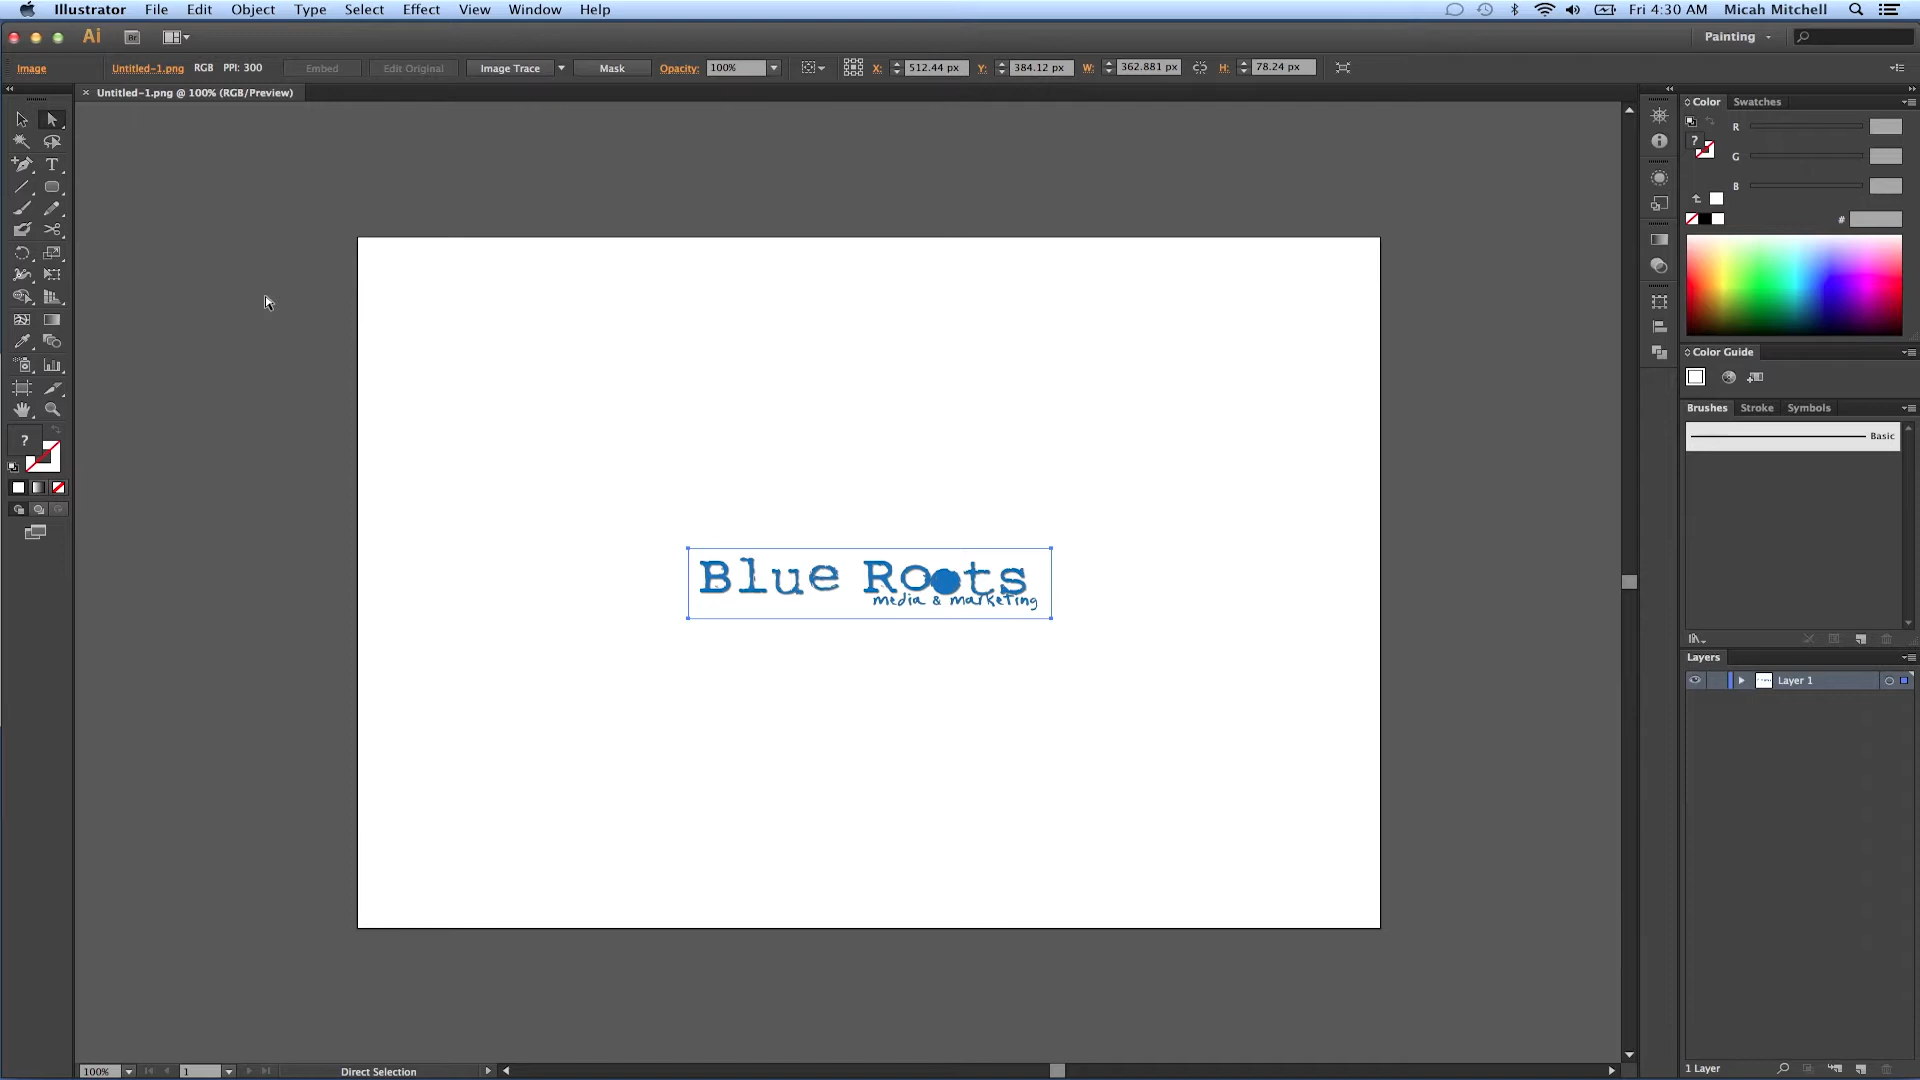 Illustrator File Edit Object Type Select Effect View Window Help Fri 4:30 AM Micah Mitchell
Ai Br Painting
Image Untitled-1.png RGB PPI: 300 Embed Edit Original Image Trace Mask Opacity: 100% X: 512.44 px Y: 384.12 px W: 362.881 px H: 78.24 px
× Untitled-1.png @ 100% (RGB/Preview)
Color Swatches
R
G
B
#
Color Guide
Brushes Stroke Symbols
Basic
Blue Roots
media & marketing
?
?
T
Layers
Layer 1
1 Layer
100% 1 Direct Selection